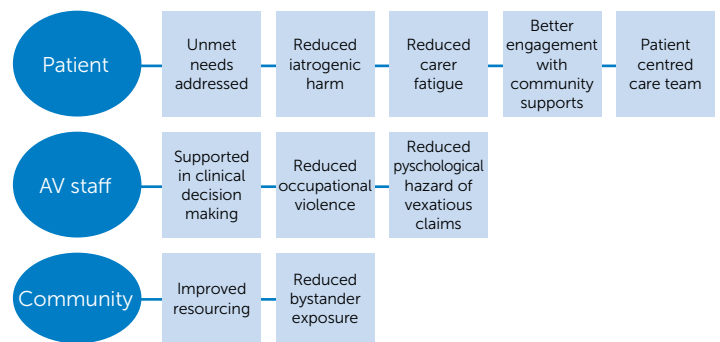 Patient
Unmet
needs
addressed
Reduced
iatrogenic
harm
Reduced
carer
fatigue
Better
engagement
with
community
supports
Patient
centred
care team
AV staff
Supported
in clinical
decision
making
Reduced
occupational
violence
Reduced
pyschological
hazard of
vexatious
claims
Community
Improved
resourcing
Reduced
bystander
exposure